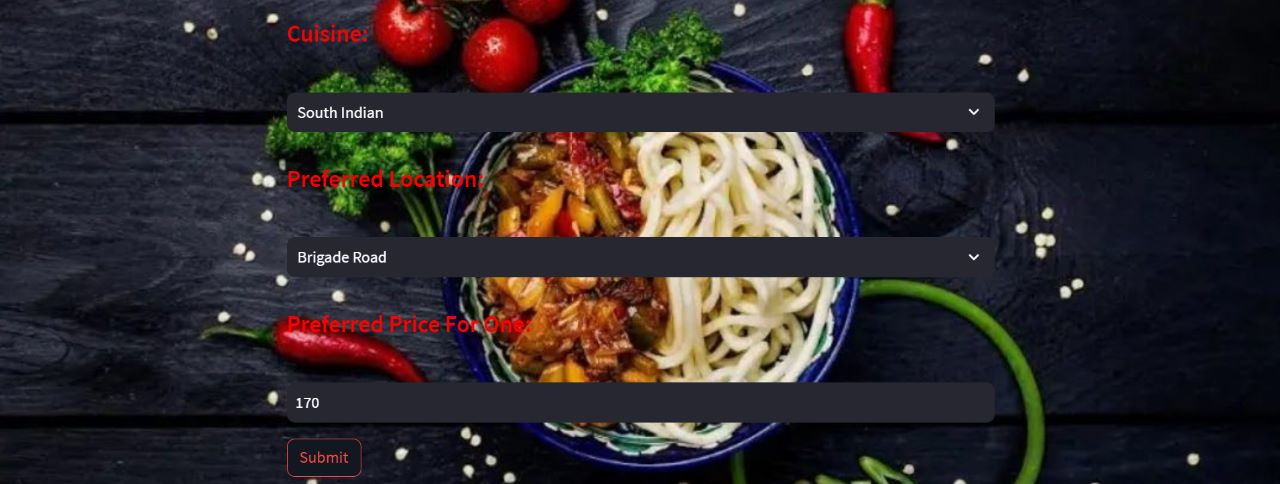 Cuisine:
South Indian
Preferred Location:
Brigade Road
Preferred Price For One:
170
Submit